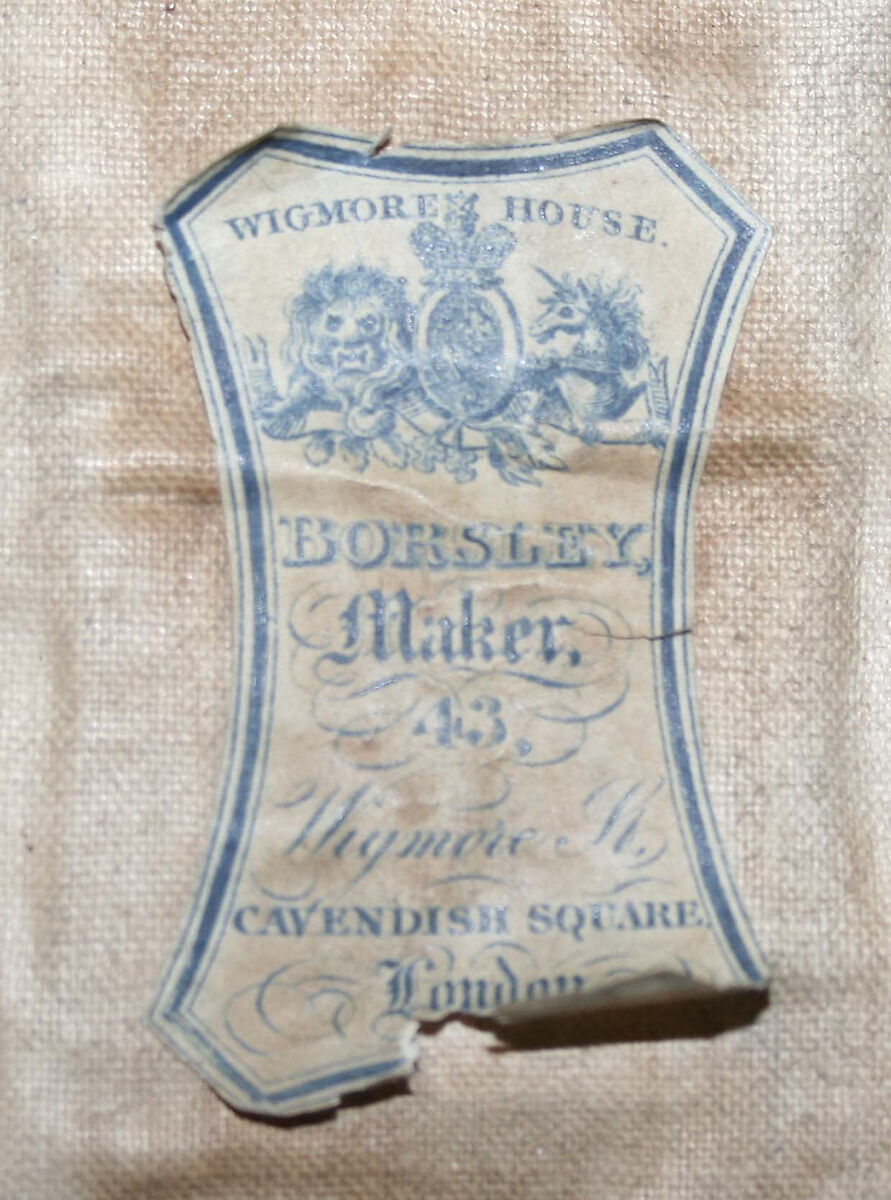 WIGMORE HOUSE.
BORSLEY,
Maker,
43,
Wigmore St,
CAVENDISH SQUARE,
London